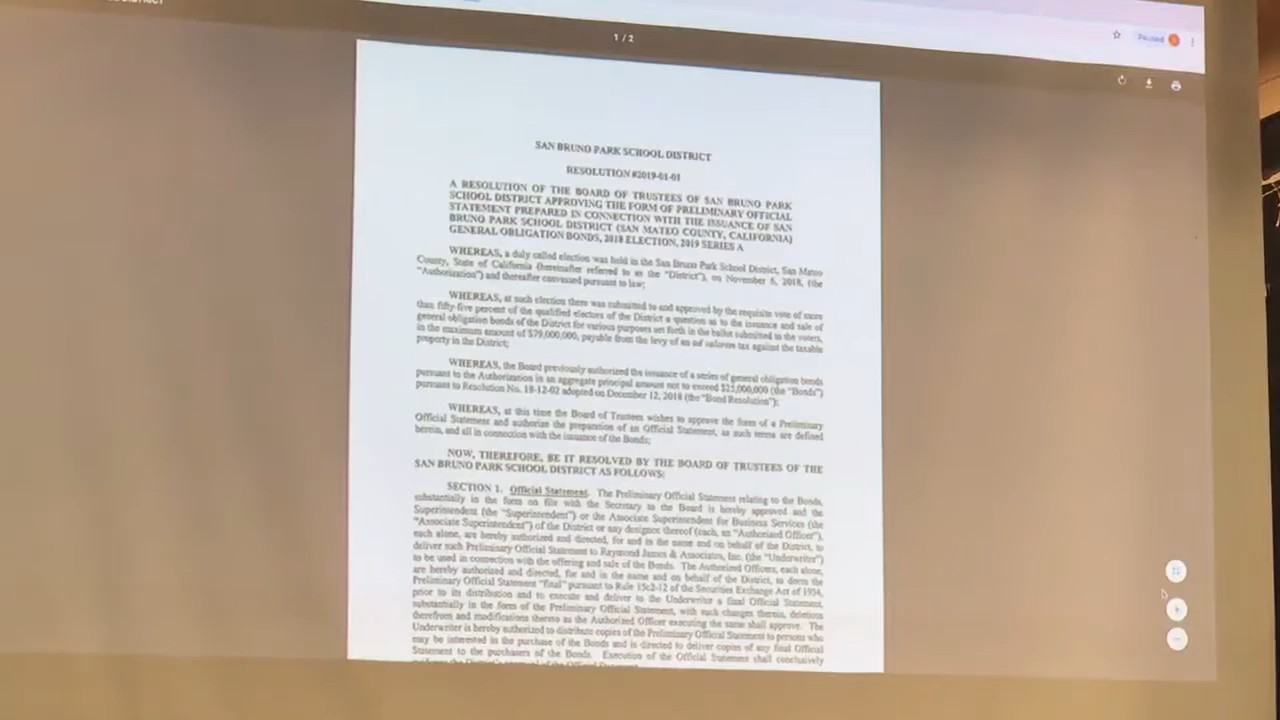 1 / 2
Paused
SAN BRUNO PARK SCHOOL DISTRICT
RESOLUTION #2019-01-01
A RESOLUTION OF THE BOARD OF TRUSTEES OF SAN BRUNO PARK
SCHOOL DISTRICT APPROVING THE FORM OF PRELIMINARY OFFICIAL
STATEMENT PREPARED IN CONNECTION WITH THE ISSUANCE OF SAN
BRUNO PARK SCHOOL DISTRICT (SAN MATEO COUNTY, CALIFORNIA)
GENERAL OBLIGATION BONDS, 2018 ELECTION, 2019 SERIES A
WHEREAS, a duly called election was held in the San Bruno Park School District, San Mateo
County, State of California (hereinafter referred to as the "District"), on November 6, 2018, (the
"Authorization") and thereafter canvassed pursuant to law;
WHEREAS, at such election there was submitted to and approved by the requisite vote of more
than fifty-five percent of the qualified electors of the District a question as to the issuance and sale of
general obligation bonds of the District for various purposes set forth in the ballot submitted to the voters,
in the maximum amount of $79,000,000, payable from the levy of an ad valorem tax against the taxable
property in the District;
WHEREAS, the Board previously authorized the issuance of a series of general obligation bonds
pursuant to the Authorization in an aggregate principal amount not to exceed $25,000,000 (the "Bonds")
pursuant to Resolution No. 18-12-02 adopted on December 12, 2018 (the "Bond Resolution");
WHEREAS, at this time the Board of Trustees wishes to approve the form of a Preliminary
Official Statement and authorize the preparation of an Official Statement, as such terms are defined
herein, and all in connection with the issuance of the Bonds;
NOW, THEREFORE, BE IT RESOLVED BY THE BOARD OF TRUSTEES OF THE
SAN BRUNO PARK SCHOOL DISTRICT AS FOLLOWS:
SECTION 1. Official Statement. The Preliminary Official Statement relating to the Bonds,
substantially in the form on file with the Secretary to the Board is hereby approved and the
Superintendent (the "Superintendent") or the Associate Superintendent for Business Services (the
"Associate Superintendent") of the District or any designee thereof (each, an "Authorized Officer"),
each alone, are hereby authorized and directed, for and in the name and on behalf of the District, to
deliver such Preliminary Official Statement to Raymond James & Associates, Inc. (the "Underwriter")
to be used in connection with the offering and sale of the Bonds. The Authorized Officers, each alone,
are hereby authorized and directed, for and in the name and on behalf of the District, to deem the
Preliminary Official Statement "final" pursuant to Rule 15c2-12 of the Securities Exchange Act of 1934,
prior to its distribution and to execute and deliver to the Underwriter a final Official Statement,
substantially in the form of the Preliminary Official Statement, with such changes therein, deletions
therefrom and modifications thereto as the Authorized Officer executing the same shall approve. The
Underwriter is hereby authorized to distribute copies of the Preliminary Official Statement to persons who
may be interested in the purchase of the Bonds and is directed to deliver copies of any final Official
Statement to the purchasers of the Bonds. Execution of the Official Statement shall conclusively